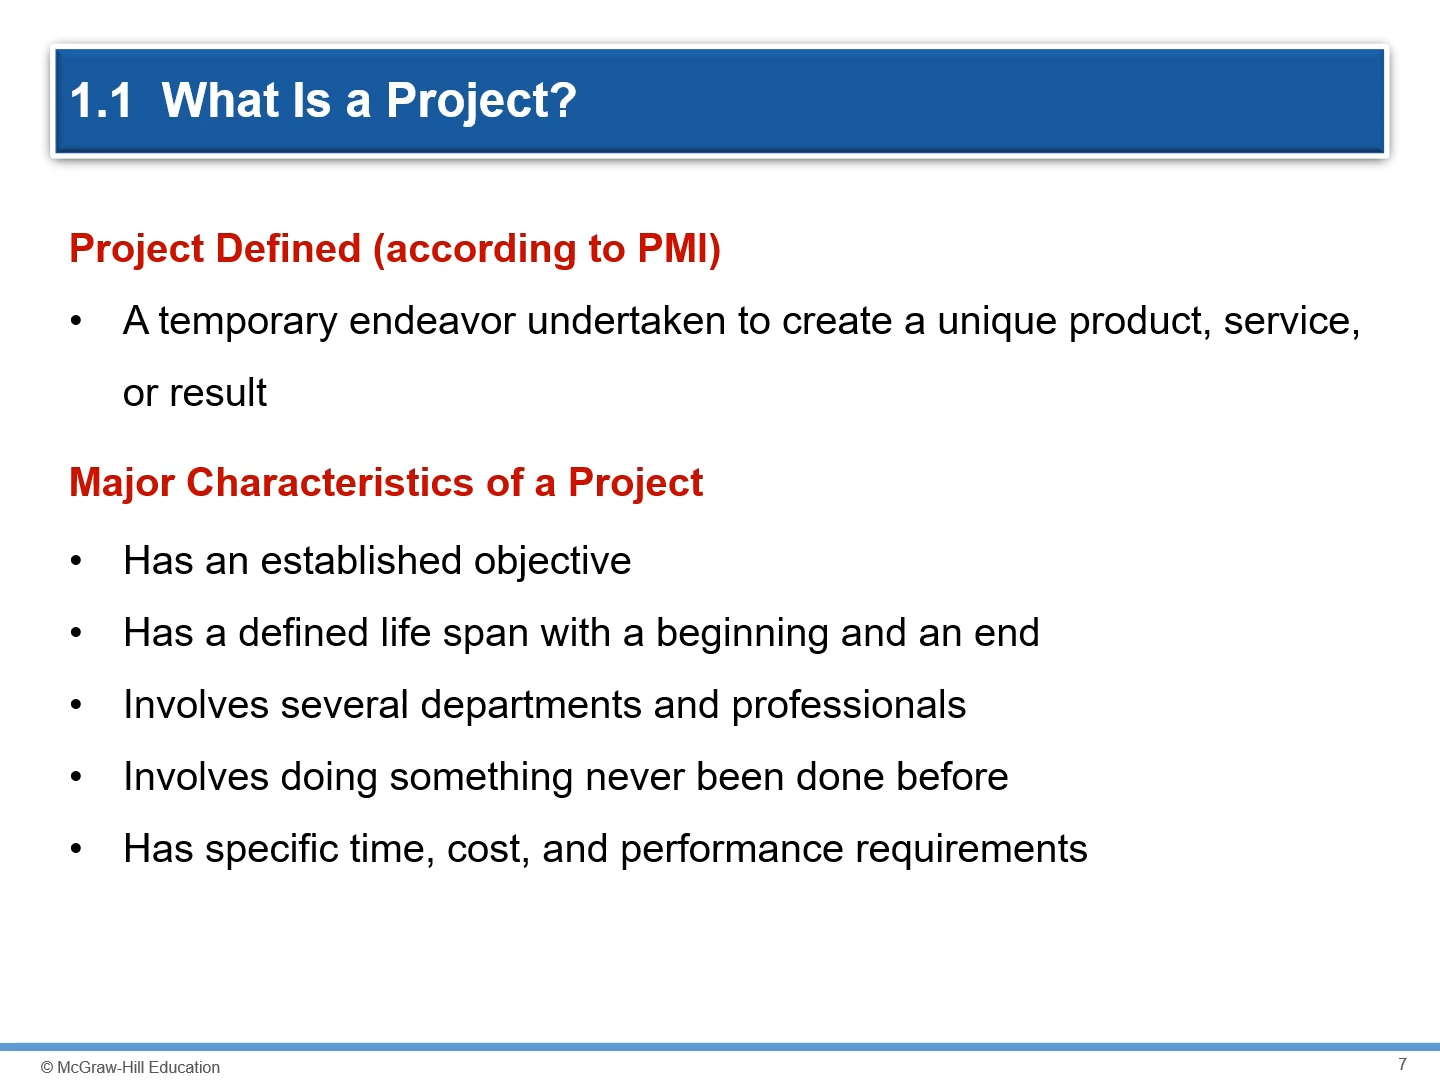 1.1  What Is a Project?
Project Defined (according to PMI)
• A temporary endeavor undertaken to create a unique product, service,
or result
Major Characteristics of a Project
• Has an established objective
• Has a defined life span with a beginning and an end
• Involves several departments and professionals
• Involves doing something never been done before
• Has specific time, cost, and performance requirements
© McGraw-Hill Education
7